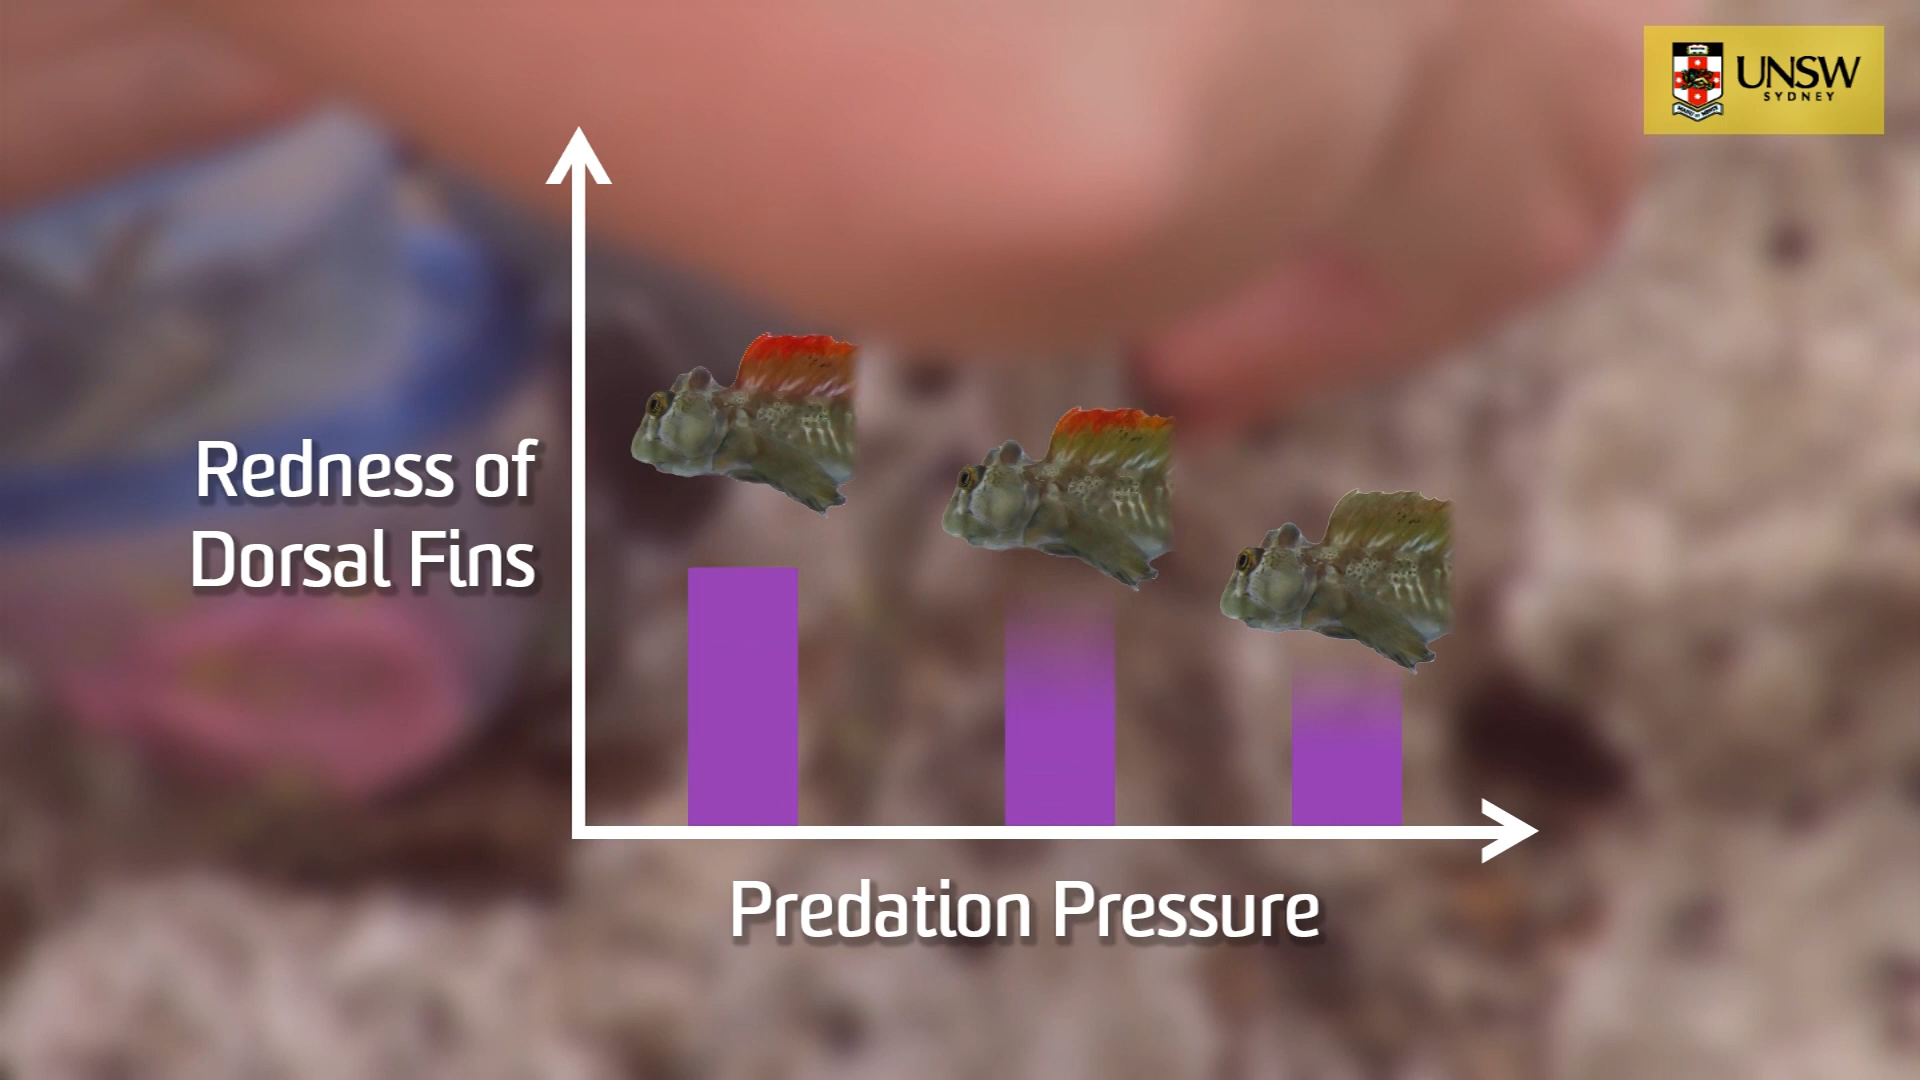 UNSW
SYDNEY
Redness of
Dorsal Fins
Predation Pressure